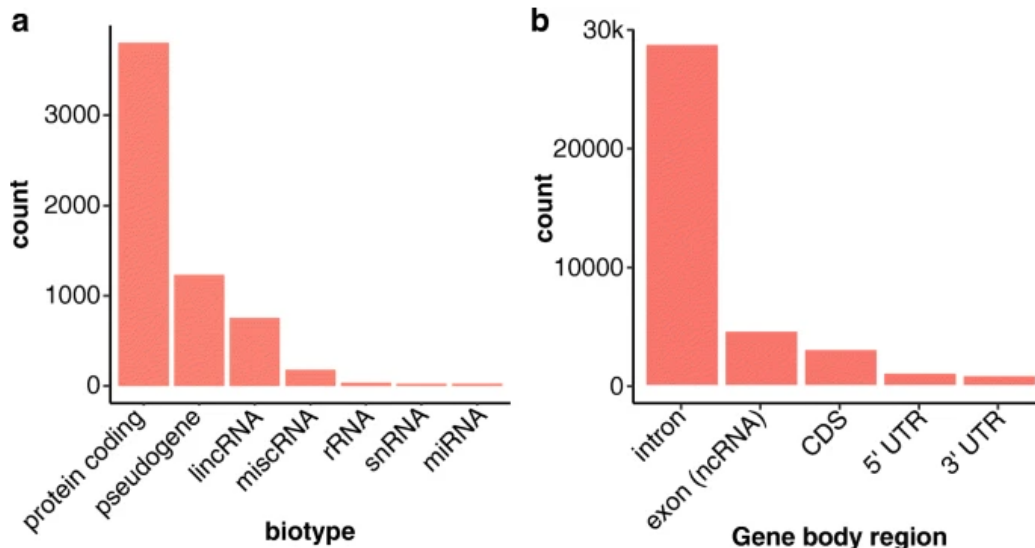 a
count
3000
2000
1000
0
protein coding
pseudogene
lincRNA
miscRNA
rRNA
snRNA
miRNA
biotype
b
count
30k
20000
10000
0
intron
exon (ncRNA)
CDS
5' UTR
3' UTR
Gene body region